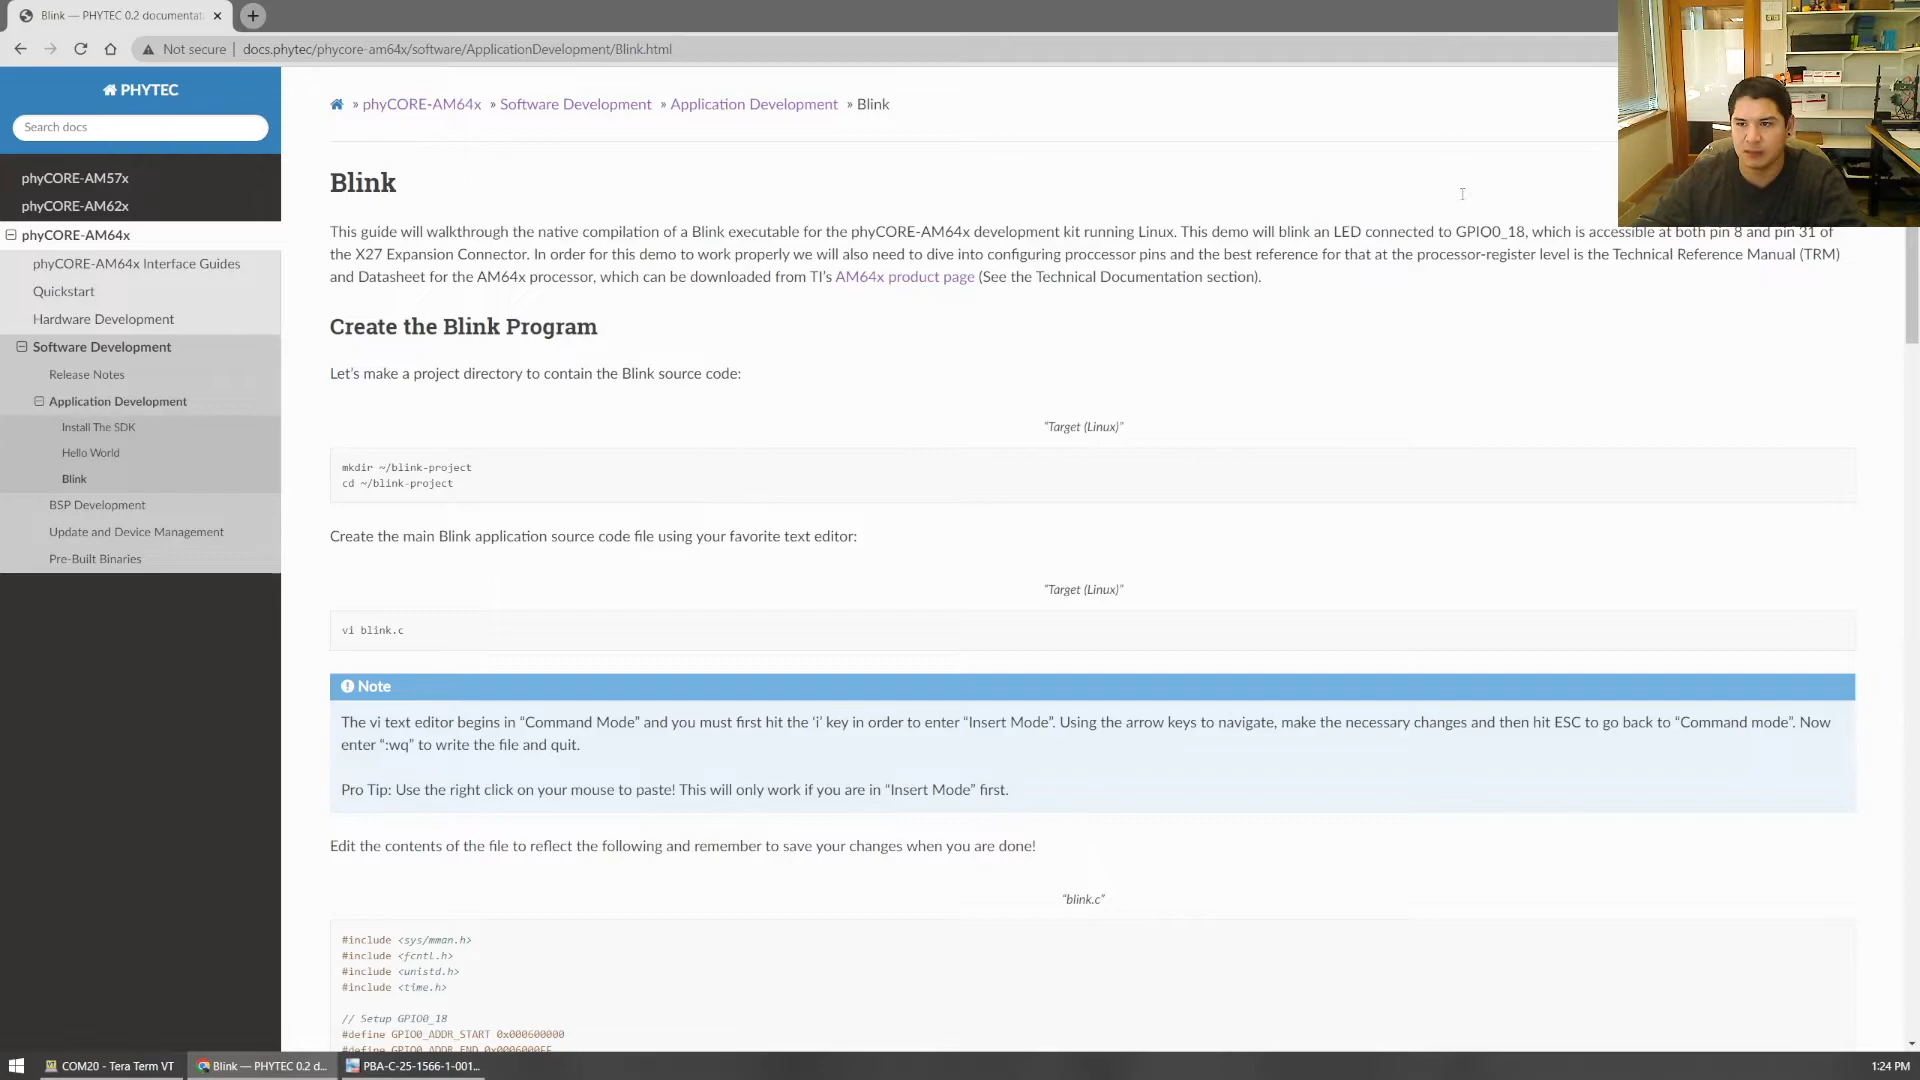 Blink — PHYTEC 0.2 documentat
Not secure | docs.phytec/phycore-am64x/software/ApplicationDevelopment/Blink.html
PHYTEC
Search docs
phyCORE-AM57x
phyCORE-AM62x
phyCORE-AM64x
phyCORE-AM64x Interface Guides
Quickstart
Hardware Development
Software Development
Release Notes
Application Development
Install The SDK
Hello World
Blink
BSP Development
Update and Device Management
Pre-Built Binaries
» phyCORE-AM64x » Software Development » Application Development » Blink
Blink
This guide will walkthrough the native compilation of a Blink executable for the phyCORE-AM64x development kit running Linux. This demo will blink an LED connected to GPIO0_18, which is accessible at both pin 8 and pin 31 of
the X27 Expansion Connector. In order for this demo to work properly we will also need to dive into configuring proccessor pins and the best reference for that at the processor-register level is the Technical Reference Manual (TRM)
and Datasheet for the AM64x processor, which can be downloaded from TI's AM64x product page (See the Technical Documentation section).
Create the Blink Program
Let's make a project directory to contain the Blink source code:
"Target (Linux)"
mkdir ~/blink-project
cd ~/blink-project
Create the main Blink application source code file using your favorite text editor:
"Target (Linux)"
vi blink.c
Note
The vi text editor begins in “Command Mode” and you must first hit the ‘i’ key in order to enter “Insert Mode”. Using the arrow keys to navigate, make the necessary changes and then hit ESC to go back to “Command mode”. Now
enter “:wq” to write the file and quit.
Pro Tip: Use the right click on your mouse to paste! This will only work if you are in “Insert Mode” first.
Edit the contents of the file to reflect the following and remember to save your changes when you are done!
"blink.c"
#include <sys/mman.h>
#include <fcntl.h>
#include <unistd.h>
#include <time.h>
// Setup GPIO0_18
#define GPIO0_ADDR_START 0x000600000
#define GPIO0_ADDR_END 0x0006000FF
COM20 - Tera Term VT
Blink — PHYTEC 0.2 d...
PBA-C-25-1566-1-001...
1:24 PM